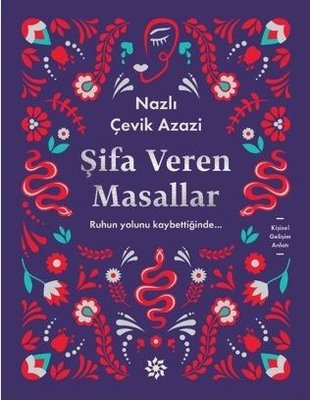 Nazlı
Çevik Azazi
Şifa Veren
Masallar
Ruhun yolunu kaybettiğinde...
Kişisel
Gelişim
Anlatı